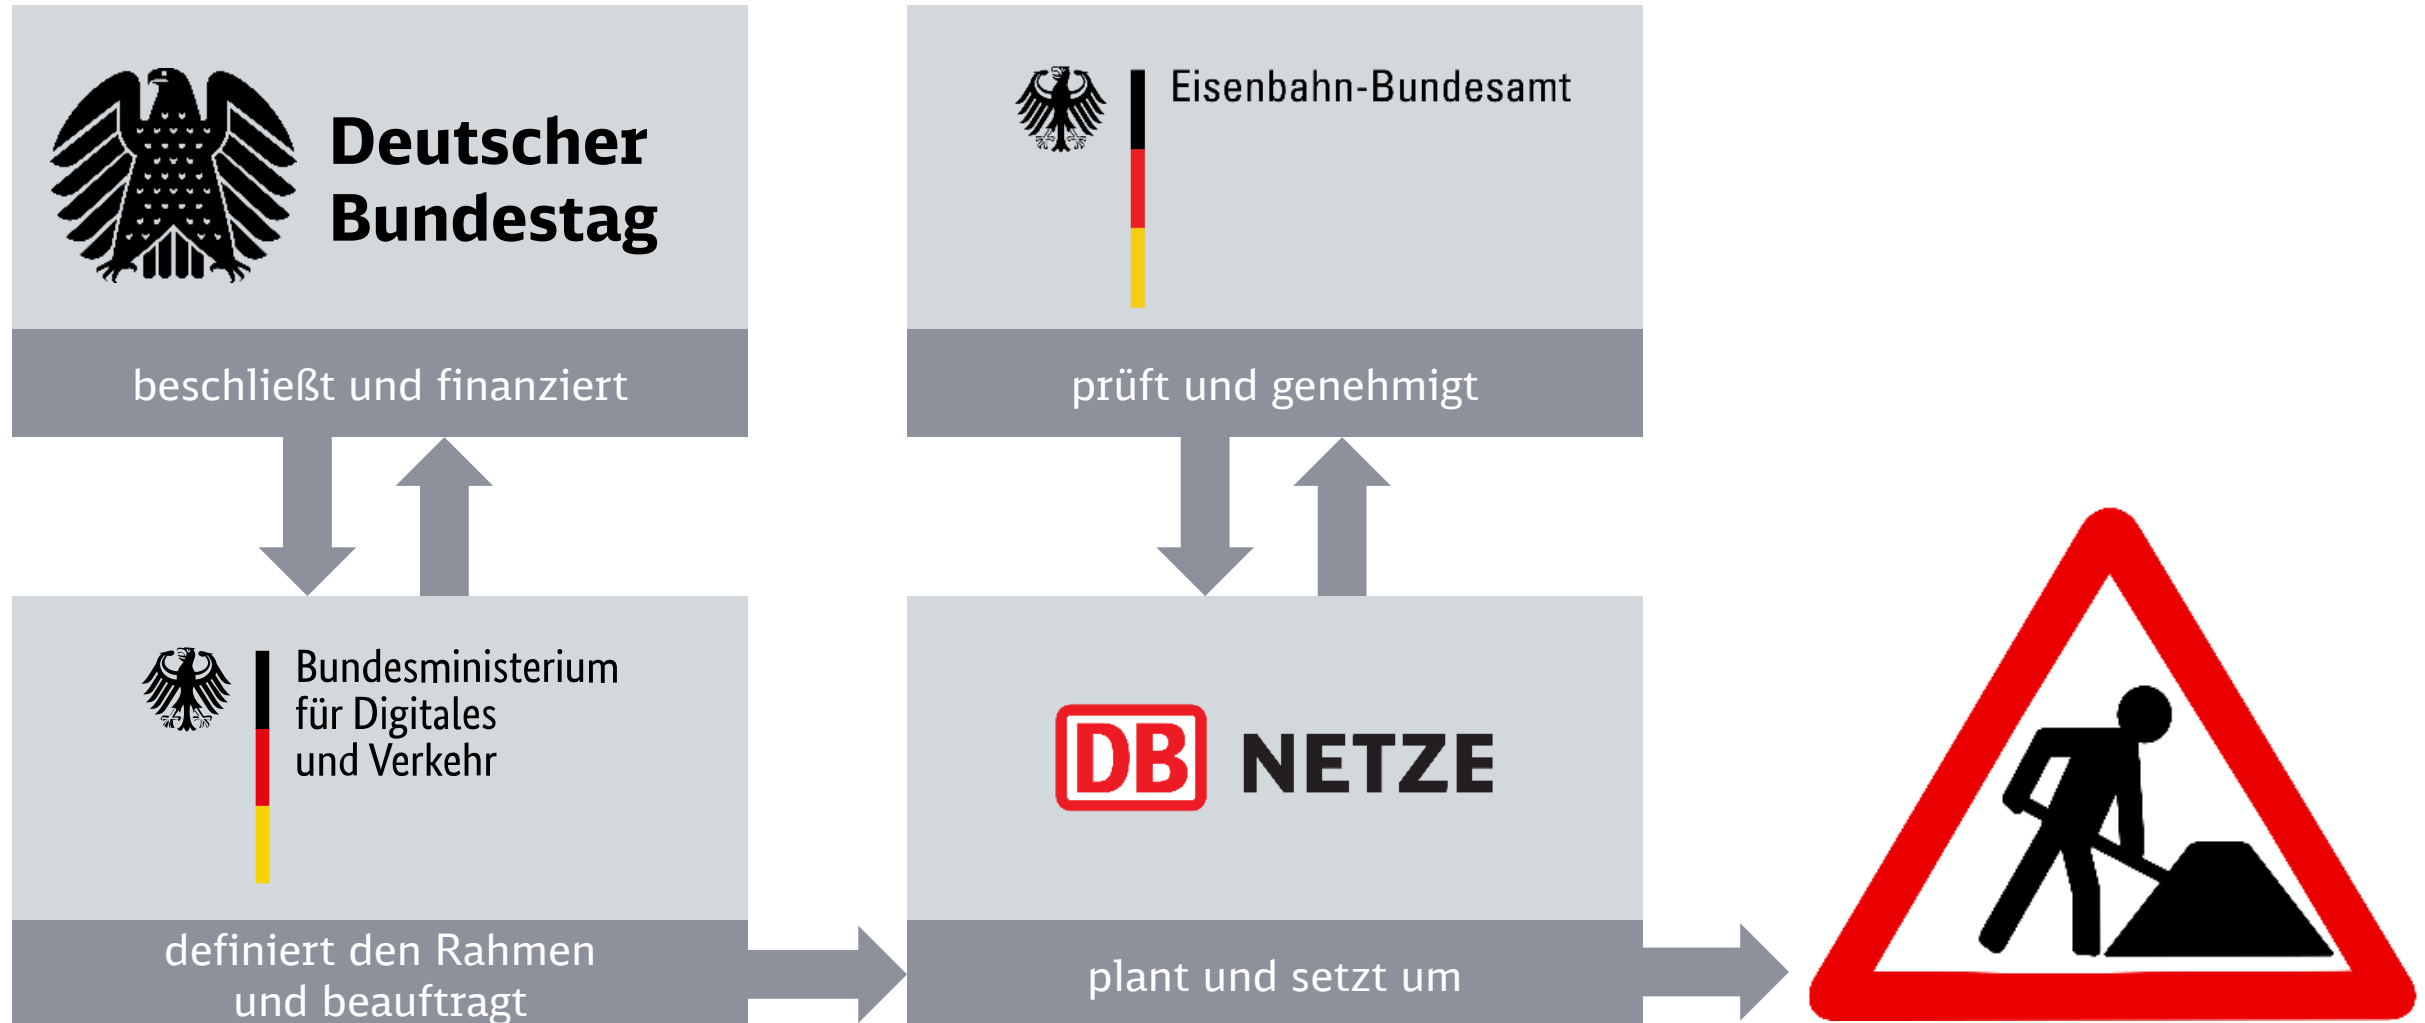 Deutscher
Bundestag
beschließt und finanziert
Eisenbahn-Bundesamt
prüft und genehmigt
Bundesministerium
für Digitales
und Verkehr
definiert den Rahmen
und beauftragt
DB NETZE
plant und setzt um